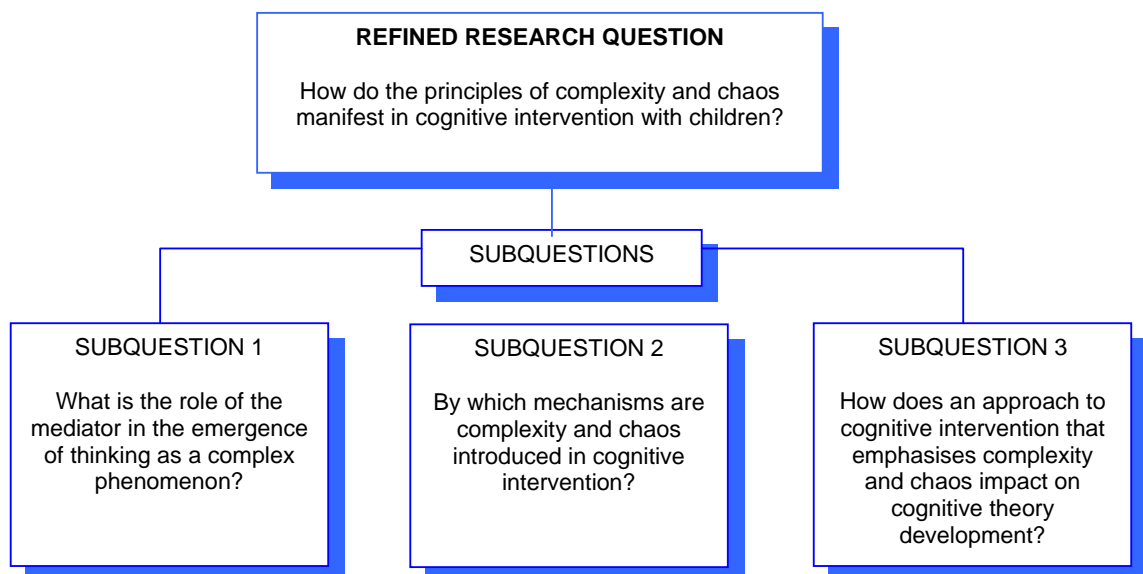 REFINED RESEARCH QUESTION
How do the principles of complexity and chaos
manifest in cognitive intervention with children?
SUBQUESTIONS
SUBQUESTION 1
What is the role of the
mediator in the emergence
of thinking as a complex
phenomenon?
SUBQUESTION 2
By which mechanisms are
complexity and chaos
introduced in cognitive
intervention?
SUBQUESTION 3
How does an approach to
cognitive intervention that
emphasises complexity
and chaos impact on
cognitive theory
development?